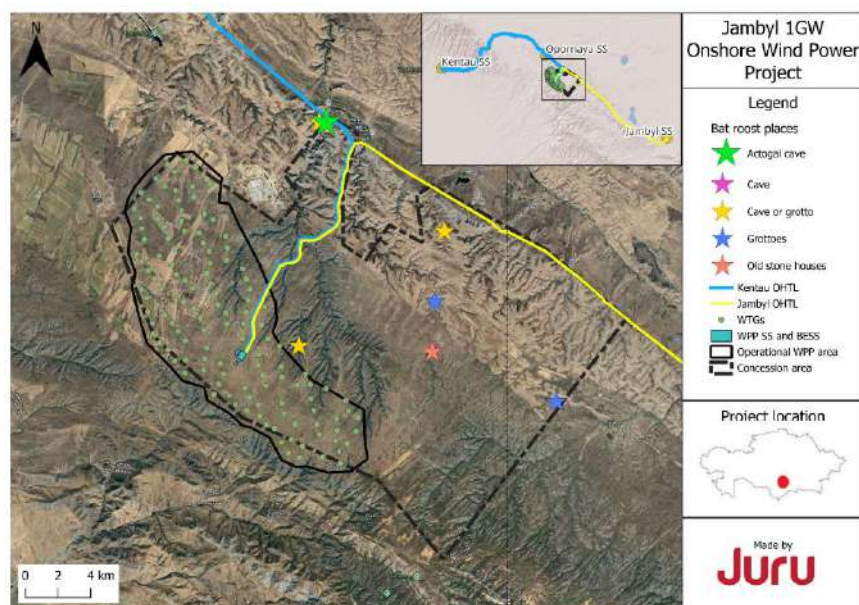 Jambyl 1GW
Onshore Wind Power
Project
Legend
Bat roost places
Actogai cave
Cave
Cave or grotto
Grottoes
Old stone houses
Kentau OHTL
Jambyl OHTL
WTGs
WPP SS and BESS
Operational WPP area
Concession area
Project location
Made by
Juru
N
Opornaya SS
Kentau SS
Jambyl SS
0 2 4 km